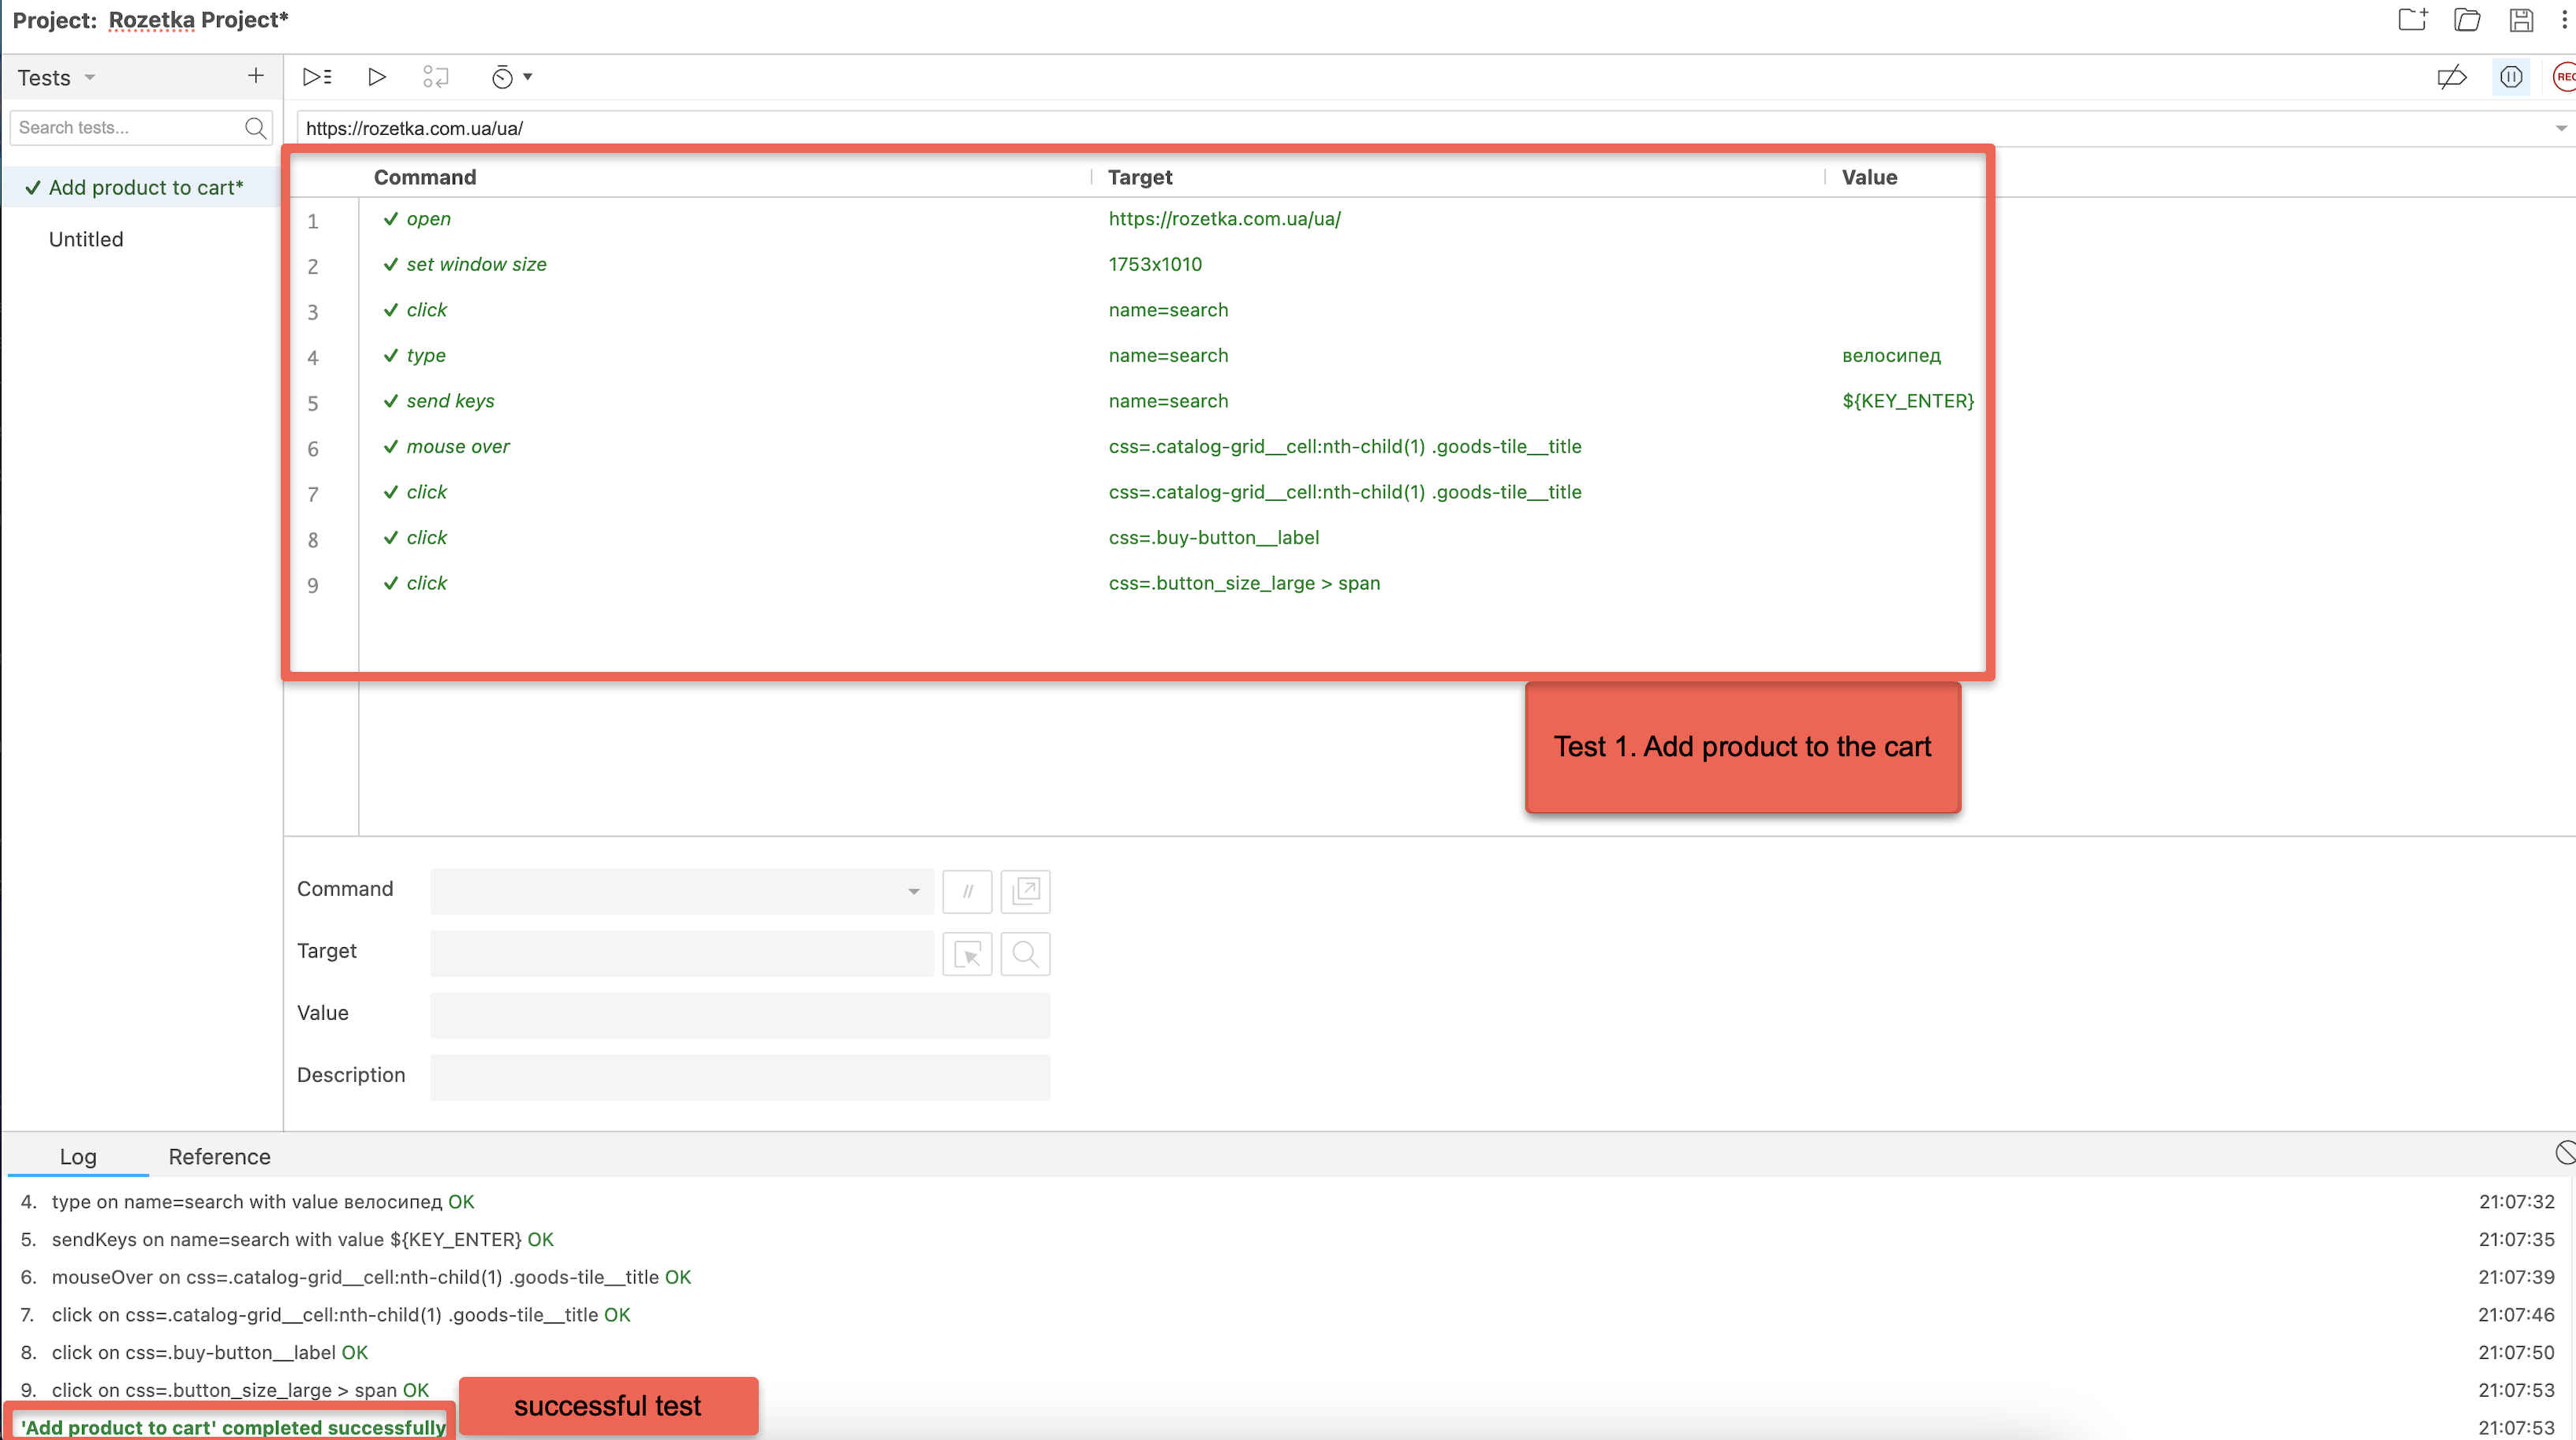 Project: Rozetka Project*
Tests
Search tests...
https://rozetka.com.ua/ua/
REC
✓ Add product to cart*
Untitled
Command Target Value
1 ✓ open https://rozetka.com.ua/ua/
2 ✓ set window size 1753x1010
3 ✓ click name=search
4 ✓ type name=search велосипед
5 ✓ send keys name=search ${KEY_ENTER}
6 ✓ mouse over css=.catalog-grid__cell:nth-child(1) .goods-tile__title
7 ✓ click css=.catalog-grid__cell:nth-child(1) .goods-tile__title
8 ✓ click css=.buy-button__label
9 ✓ click css=.button_size_large > span
Test 1. Add product to the cart
Command //
Target
Value
Description
Log Reference
4. type on name=search with value велосипед OK 21:07:32
5. sendKeys on name=search with value ${KEY_ENTER} OK 21:07:35
6. mouseOver on css=.catalog-grid__cell:nth-child(1) .goods-tile__title OK 21:07:39
7. click on css=.catalog-grid__cell:nth-child(1) .goods-tile__title OK 21:07:46
8. click on css=.buy-button__label OK 21:07:50
9. click on css=.button_size_large > span OK 21:07:53
successful test
'Add product to cart' completed successfully 21:07:53